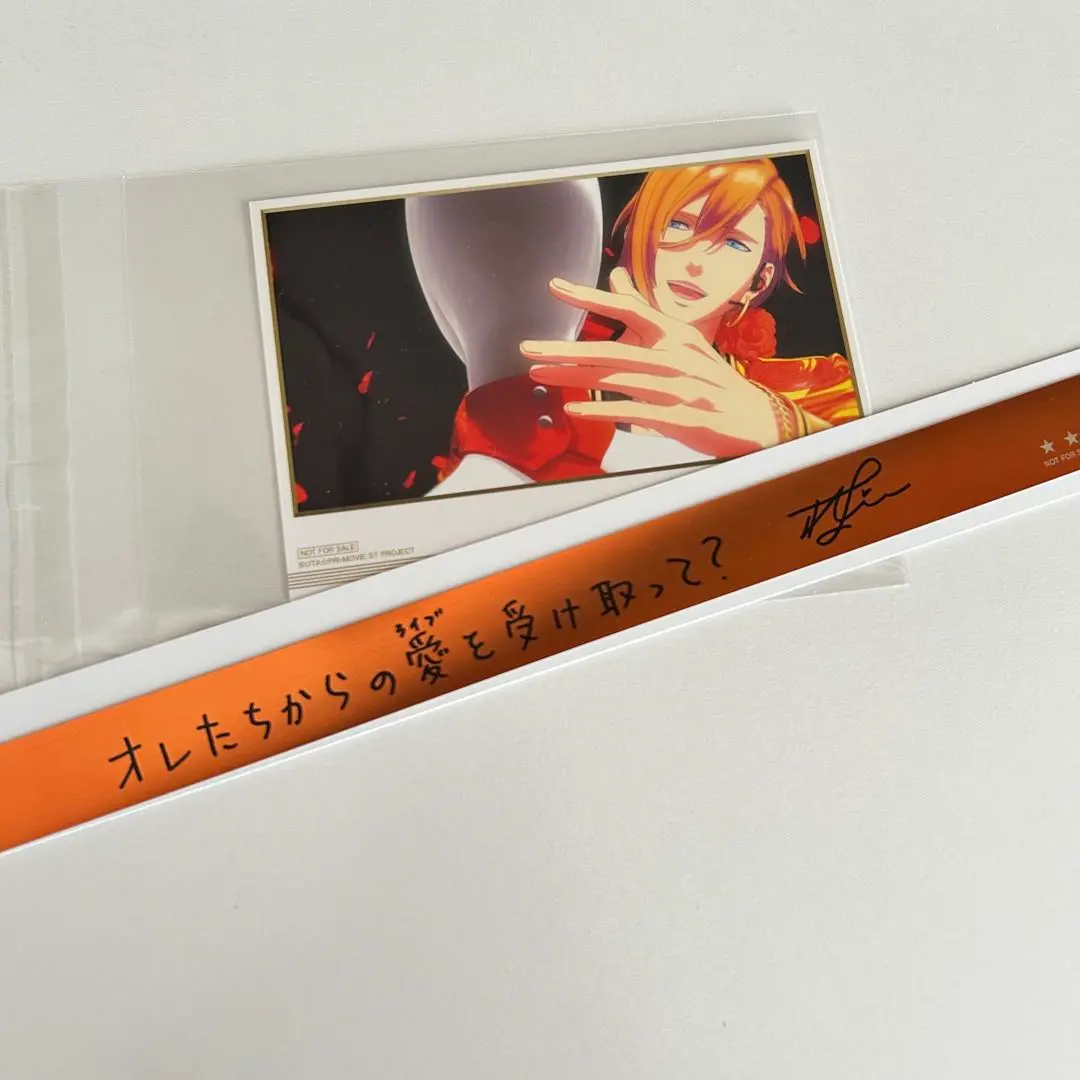 NOT FOR SALE
©UTA☆PRI-MOVIE ST PROJECT
ライブ
オレたちからの愛を受け取って?
★★
NOT FOR S